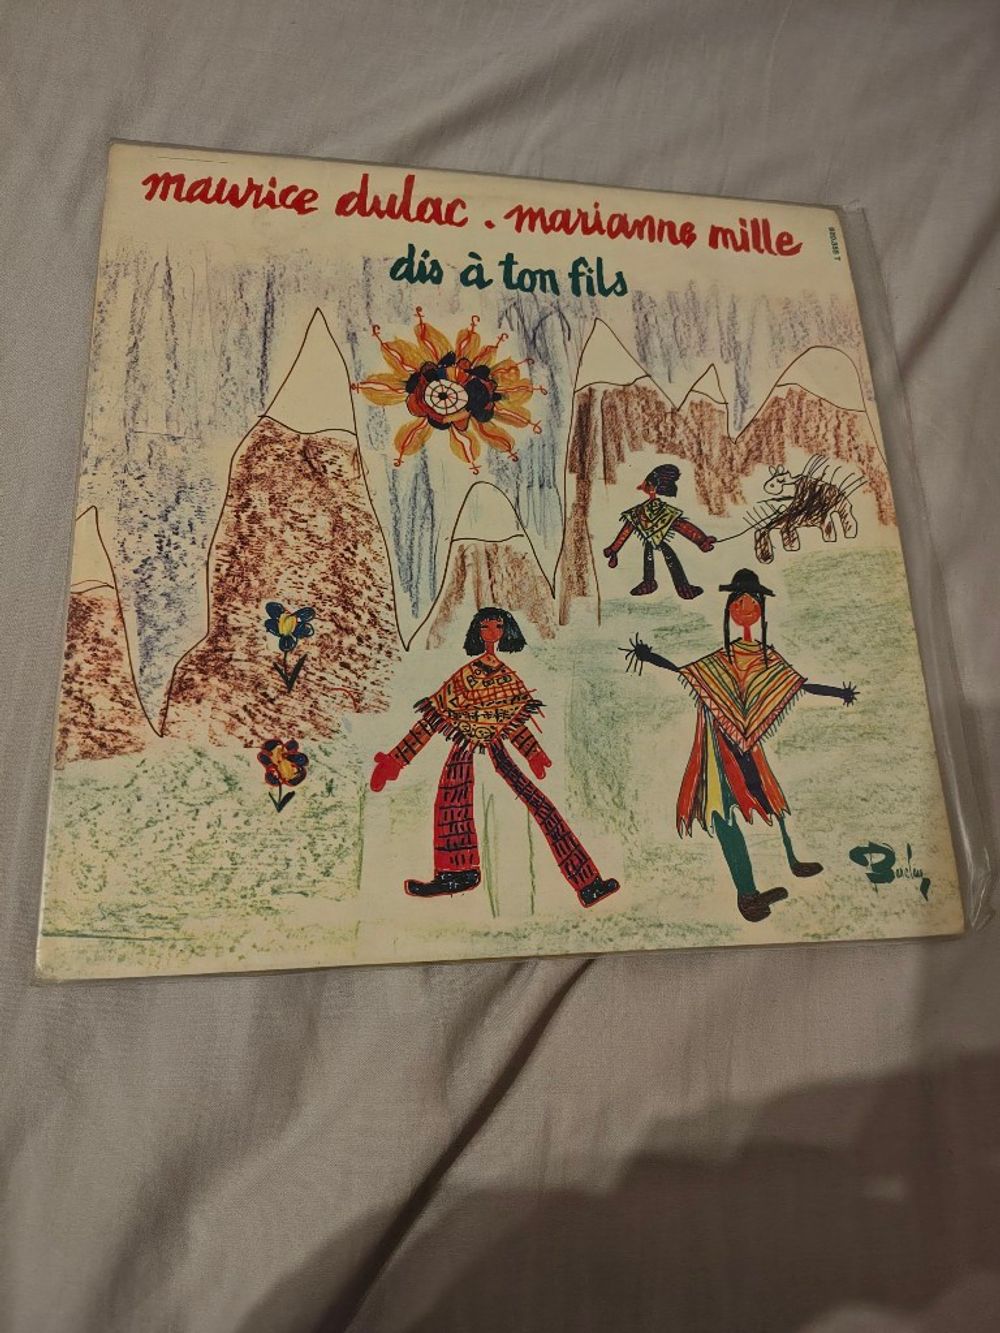 maurice dulac . marianne mille
dis à ton fils
Barclay